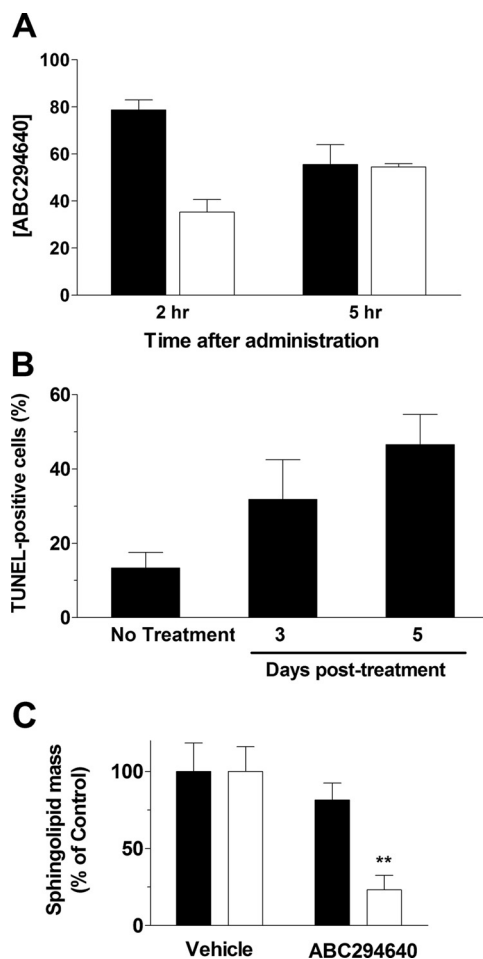 A
[ABC294640]
100
80
60
40
20
0
2 hr 5 hr
Time after administration
B
TUNEL-positive cells (%)
60
40
20
0
No Treatment 3 5
Days post-treatment
C
Sphingolipid mass
(% of Control)
100
50
0
**
Vehicle ABC294640